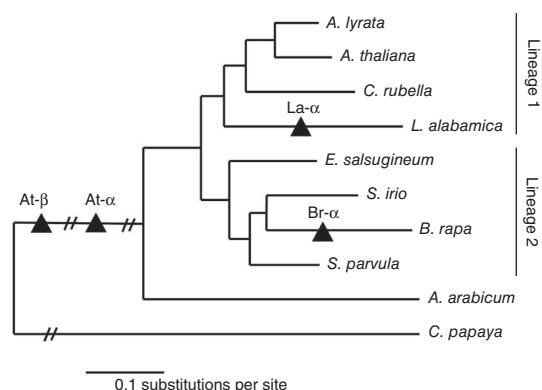 A. lyrata
A. thaliana
C. rubella
La-α
L. alabamica
Lineage 1
E. salsugineum
S. irio
Br-α
B. rapa
S. parvula
Lineage 2
At-β
At-α
A. arabicum
C. papaya
0.1 substitutions per site